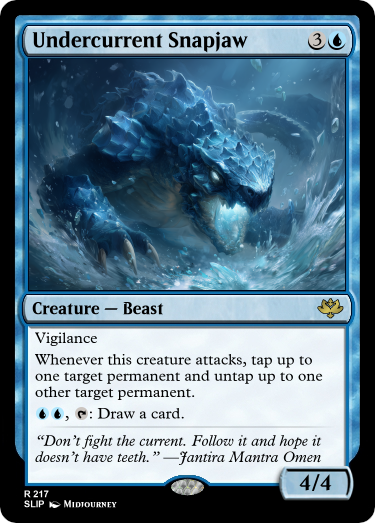 Undercurrent Snapjaw 3
Creature — Beast
Vigilance
Whenever this creature attacks, tap up to
one target permanent and untap up to one
other target permanent.
, : Draw a card.
“Don’t fight the current. Follow it and hope it
doesn’t have teeth.” —Jantira Mantra Omen
4/4
R 217
SLIP Midjourney